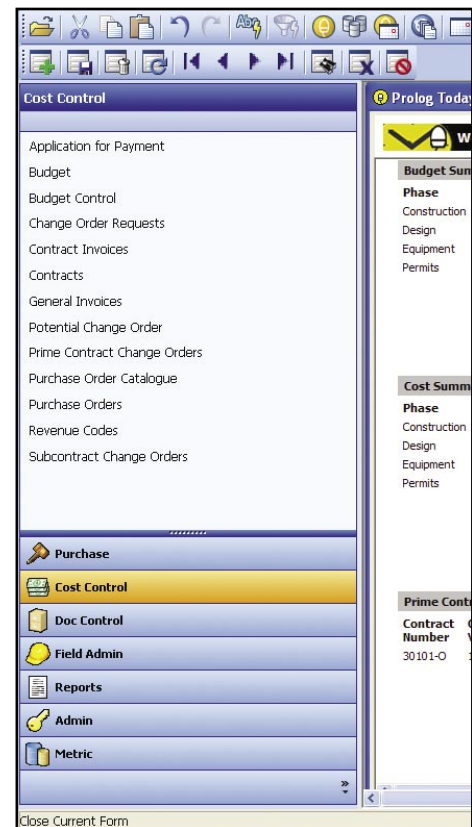 Cost Control
Application for Payment
Budget
Budget Control
Change Order Requests
Contract Invoices
Contracts
General Invoices
Potential Change Order
Prime Contract Change Orders
Purchase Order Catalogue
Purchase Orders
Revenue Codes
Subcontract Change Orders
Purchase
Cost Control
Doc Control
Field Admin
Reports
Admin
Metric
Close Current Form
Prolog Today
W
Budget Sum
Phase
Construction
Design
Equipment
Permits
Cost Summ
Phase
Construction
Design
Equipment
Permits
Prime Contr
Contract
Number
30101-O 1